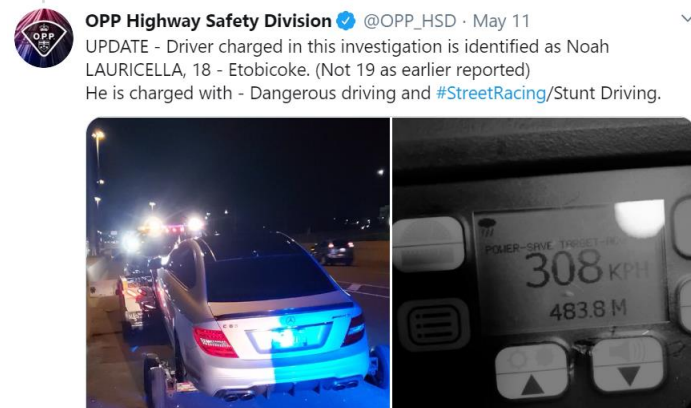 OPP Highway Safety Division @OPP_HSD · May 11
OPP
UPDATE - Driver charged in this investigation is identified as Noah
LAURICELLA, 18 - Etobicoke. (Not 19 as earlier reported)
He is charged with - Dangerous driving and #StreetRacing/Stunt Driving.
POWER-SAVE TARGET-
308 KPH
483.8 M